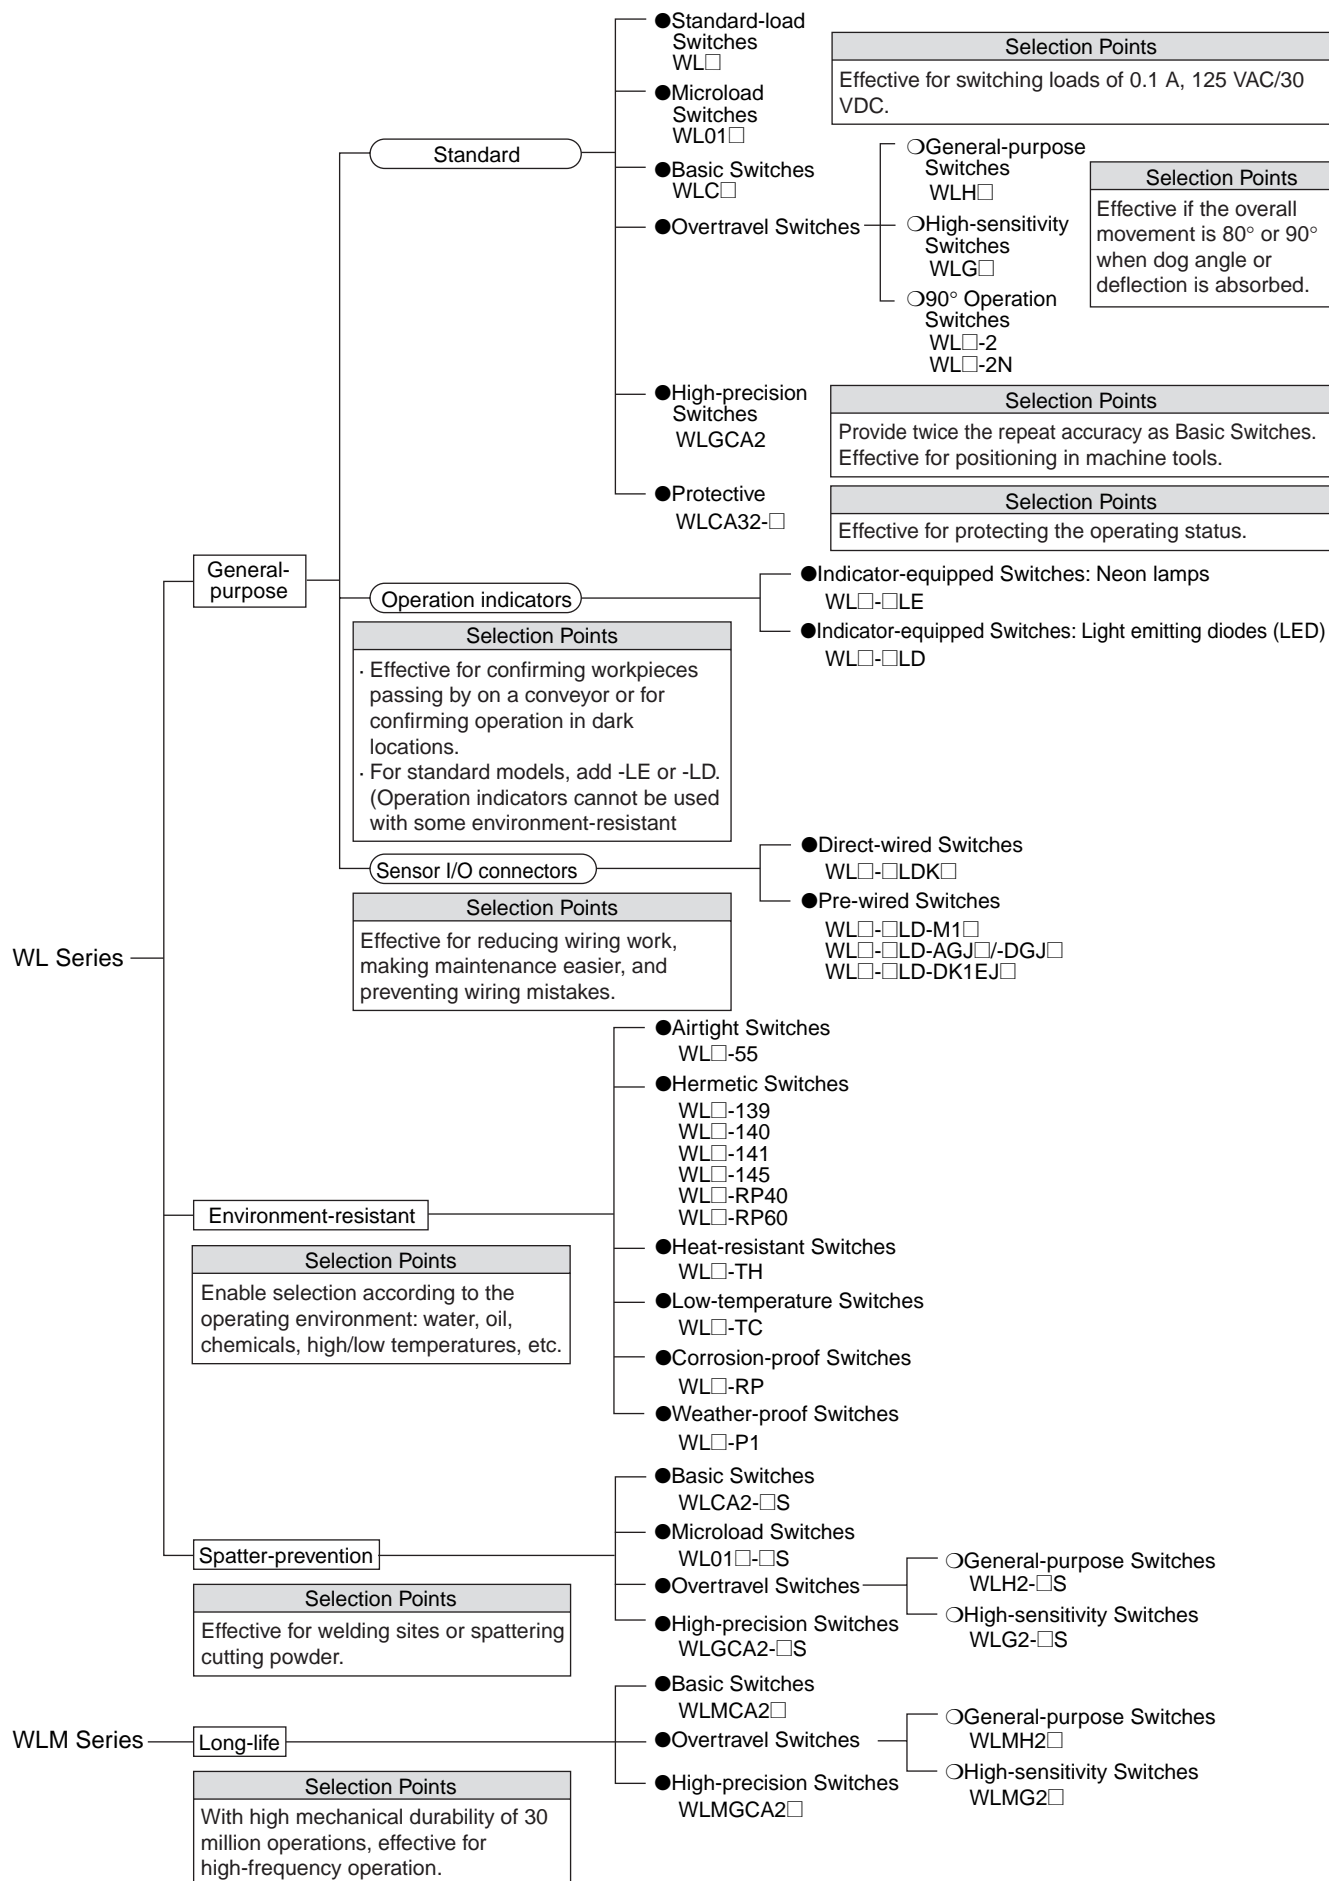 ●Standard-load
Switches
WL□
Selection Points
Effective for switching loads of 0.1 A, 125 VAC/30
VDC.
●Microload
Switches
WL01□
Standard
●Basic Switches
WLC□
●Overtravel Switches
❍General-purpose
Switches
WLH□
❍High-sensitivity
Switches
WLG□
❍90° Operation
Switches
WL□-2
WL□-2N
Selection Points
Effective if the overall
movement is 80° or 90°
when dog angle or
deflection is absorbed.
●High-precision
Switches
WLGCA2
Selection Points
Provide twice the repeat accuracy as Basic Switches.
Effective for positioning in machine tools.
●Protective
WLCA32-□
Selection Points
Effective for protecting the operating status.
General-
purpose
Operation indicators
●Indicator-equipped Switches: Neon lamps
WL□-□LE
●Indicator-equipped Switches: Light emitting diodes (LED)
WL□-□LD
Selection Points
· Effective for confirming workpieces
passing by on a conveyor or for
confirming operation in dark
locations.
· For standard models, add -LE or -LD.
(Operation indicators cannot be used
with some environment-resistant
Sensor I/O connectors
●Direct-wired Switches
WL□-□LDK□
●Pre-wired Switches
WL□-□LD-M1□
WL□-□LD-AGJ□/-DGJ□
WL□-□LD-DK1EJ□
Selection Points
Effective for reducing wiring work,
making maintenance easier, and
preventing wiring mistakes.
WL Series
●Airtight Switches
WL□-55
●Hermetic Switches
WL□-139
WL□-140
WL□-141
WL□-145
WL□-RP40
WL□-RP60
Environment-resistant
●Heat-resistant Switches
WL□-TH
●Low-temperature Switches
WL□-TC
●Corrosion-proof Switches
WL□-RP
●Weather-proof Switches
WL□-P1
Selection Points
Enable selection according to the
operating environment: water, oil,
chemicals, high/low temperatures, etc.
●Basic Switches
WLCA2-□S
●Microload Switches
WL01□-□S
Spatter-prevention
●Overtravel Switches
❍General-purpose Switches
WLH2-□S
❍High-sensitivity Switches
WLG2-□S
●High-precision Switches
WLGCA2-□S
Selection Points
Effective for welding sites or spattering
cutting powder.
●Basic Switches
WLMCA2□
WLM Series
Long-life
●Overtravel Switches
❍General-purpose Switches
WLMH2□
❍High-sensitivity Switches
WLMG2□
●High-precision Switches
WLMGCA2□
Selection Points
With high mechanical durability of 30
million operations, effective for
high-frequency operation.